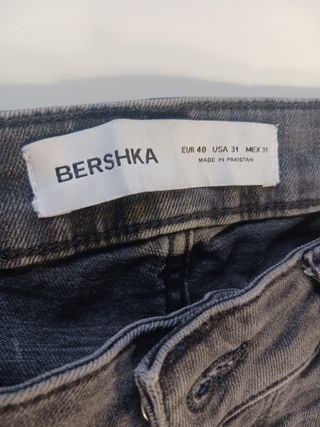 BERSHKA
EUR 40 USA 31 MEX 31
MADE IN PAKISTAN